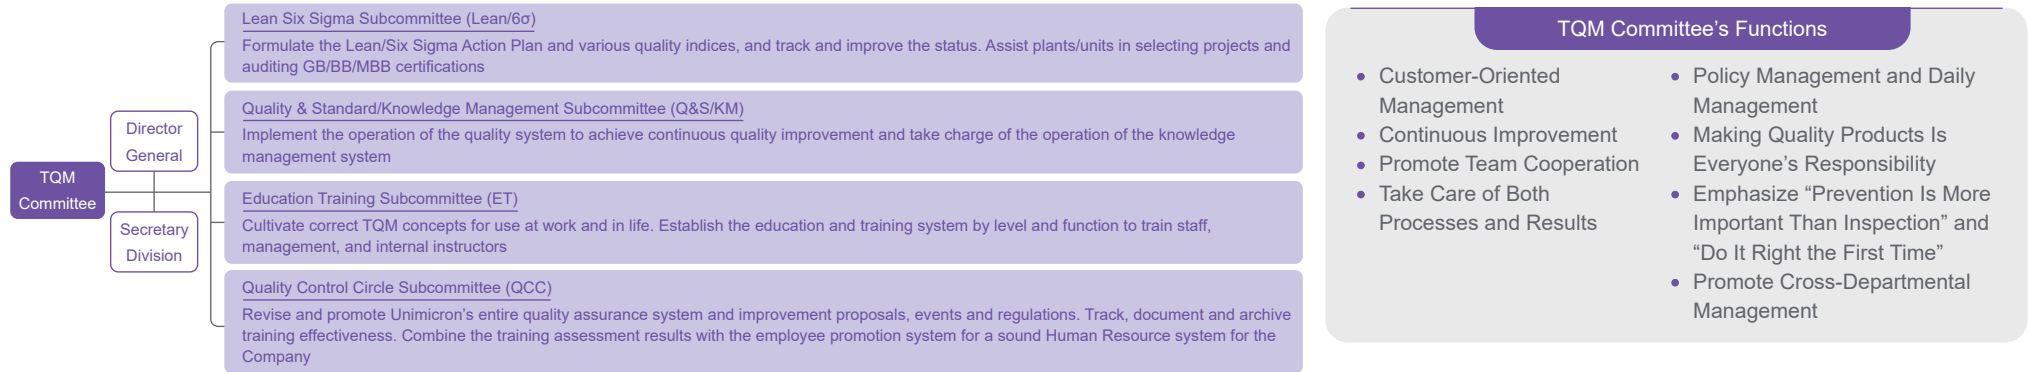 TQM
Committee
Director
General
Secretary
Division
Lean Six Sigma Subcommittee (Lean/6σ)
Formulate the Lean/Six Sigma Action Plan and various quality indices, and track and improve the status. Assist plants/units in selecting projects and
auditing GB/BB/MBB certifications
Quality & Standard/Knowledge Management Subcommittee (Q&S/KM)
Implement the operation of the quality system to achieve continuous quality improvement and take charge of the operation of the knowledge
management system
Education Training Subcommittee (ET)
Cultivate correct TQM concepts for use at work and in life. Establish the education and training system by level and function to train staff,
management, and internal instructors
Quality Control Circle Subcommittee (QCC)
Revise and promote Unimicron's entire quality assurance system and improvement proposals, events and regulations. Track, document and archive
training effectiveness. Combine the training assessment results with the employee promotion system for a sound Human Resource system for the
Company
TQM Committee's Functions
• Customer-Oriented
Management
• Continuous Improvement
• Promote Team Cooperation
• Take Care of Both
Processes and Results
• Policy Management and Daily
Management
• Making Quality Products Is
Everyone's Responsibility
• Emphasize “Prevention Is More
Important Than Inspection” and
“Do It Right the First Time”
• Promote Cross-Departmental
Management